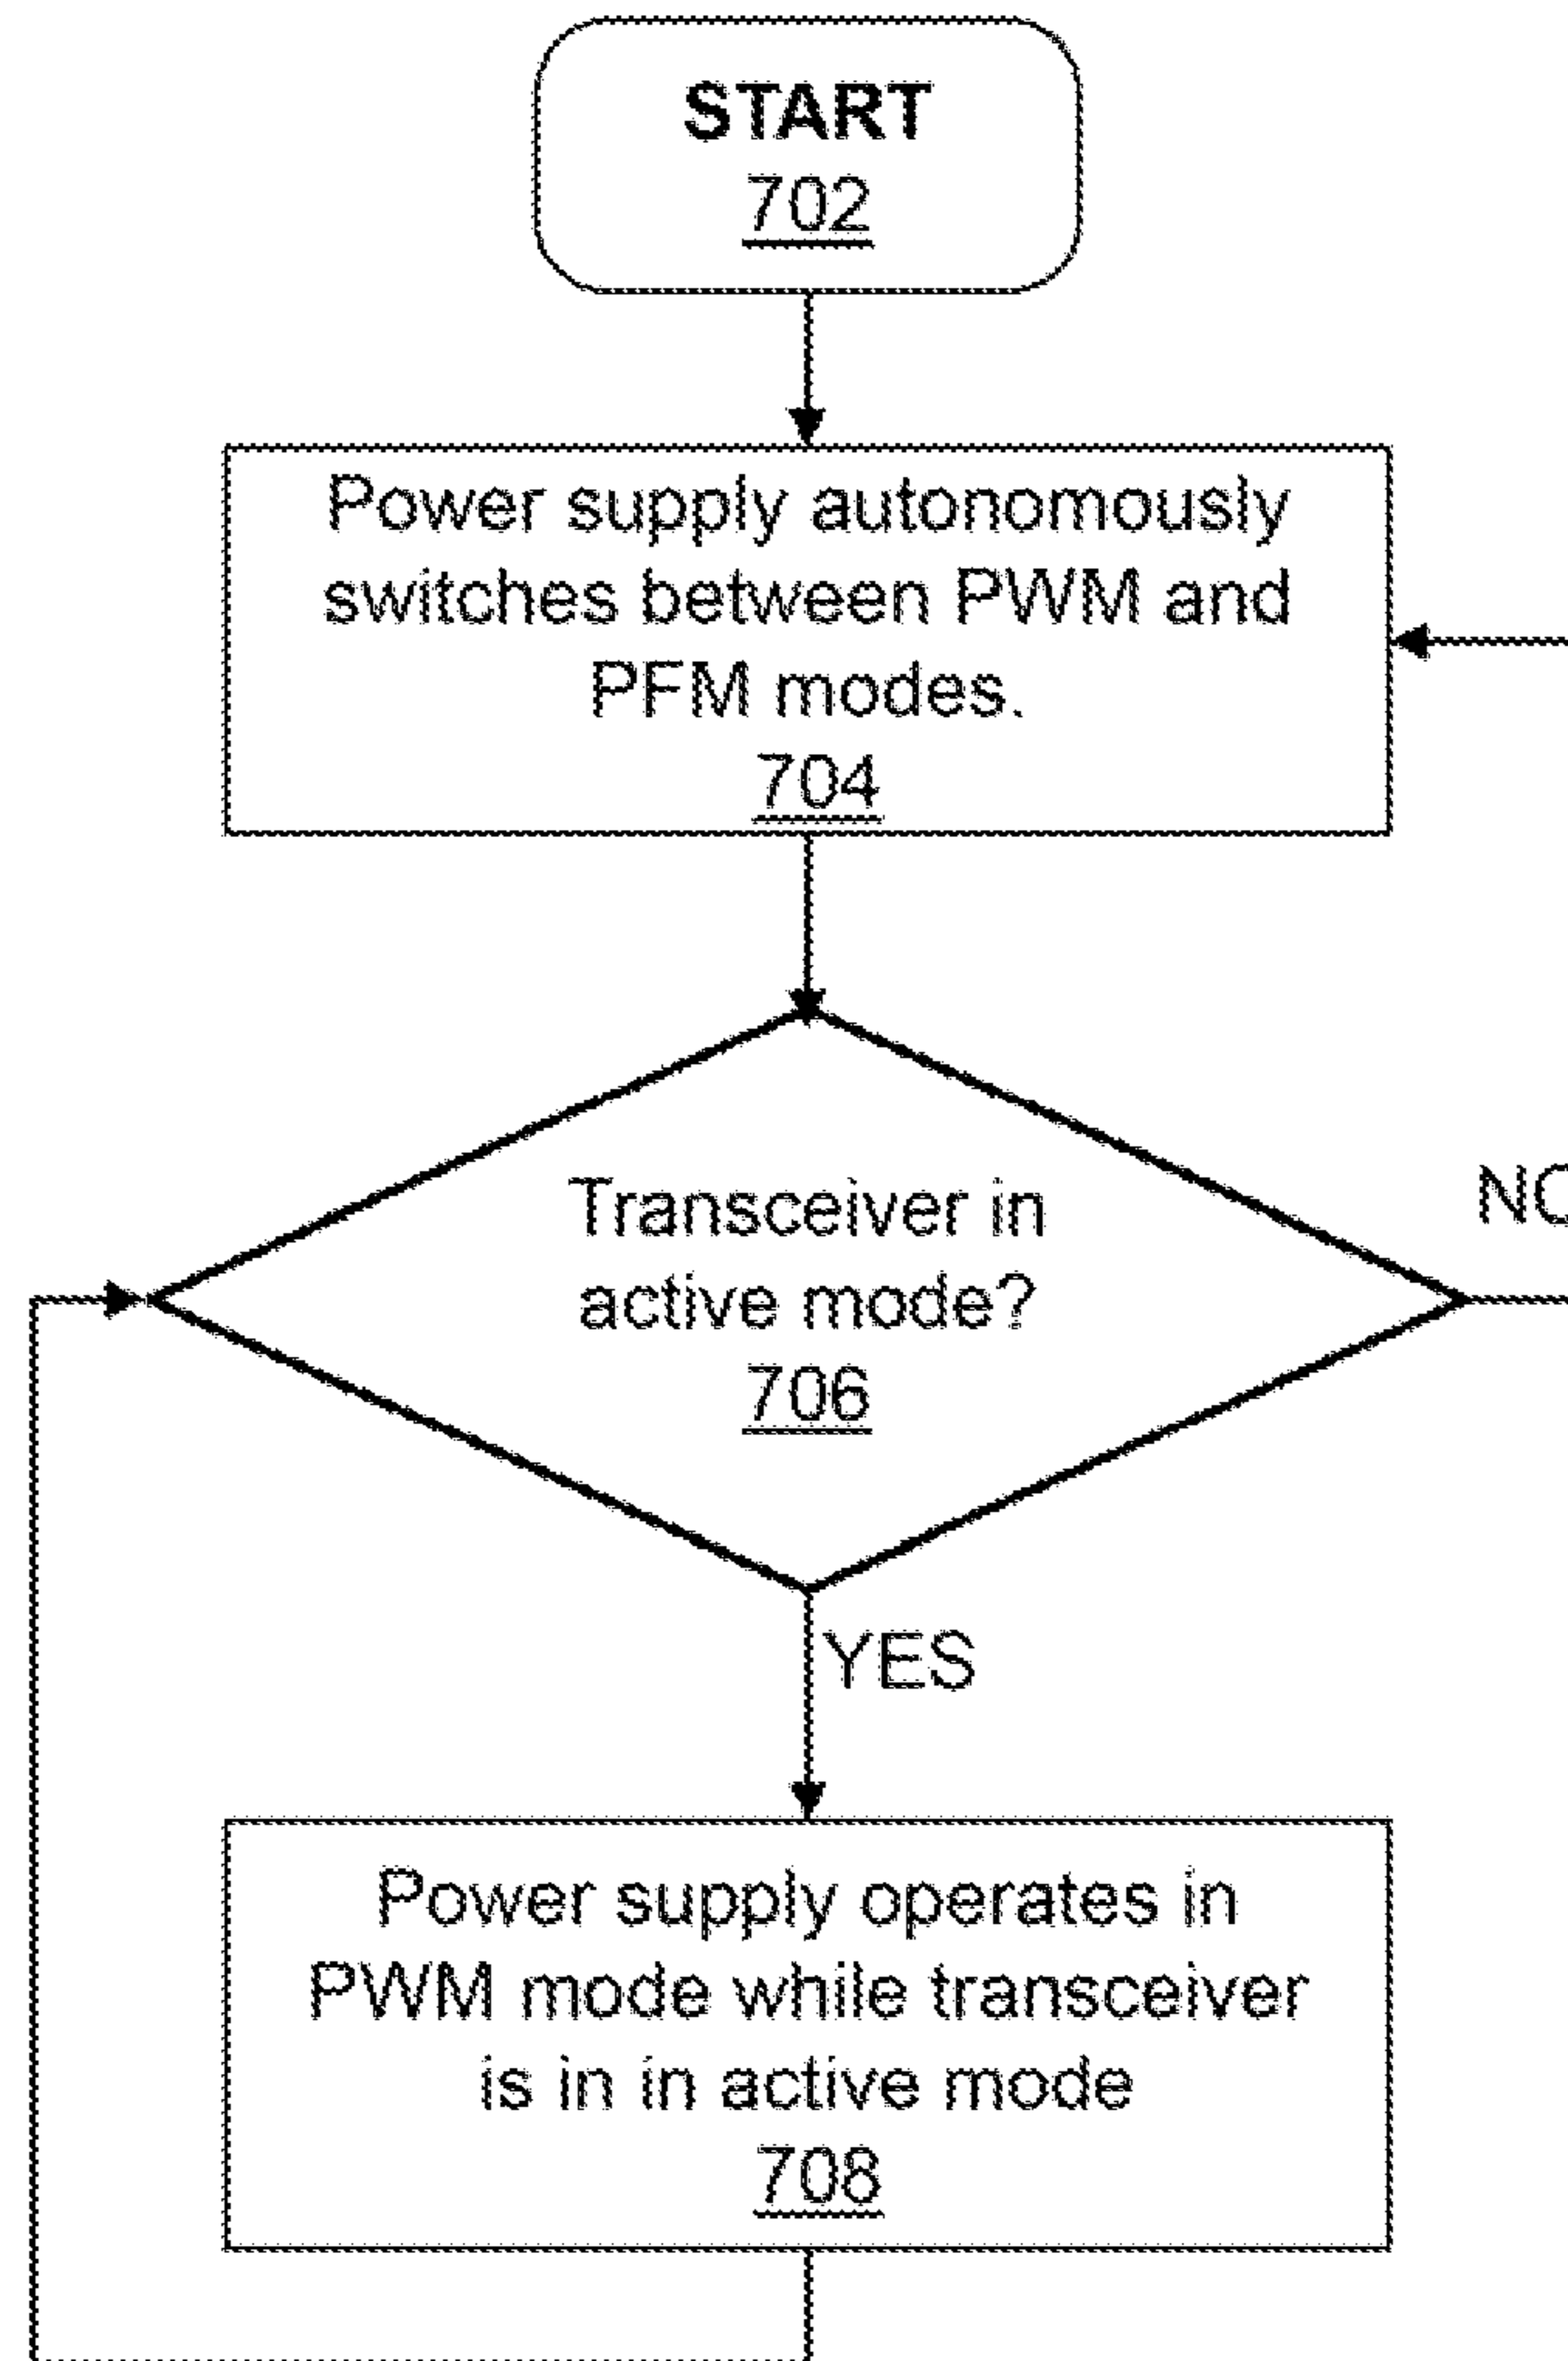 START
702
Power supply autonomously
switches between PWM and
PFM modes.
704
Transceiver in
active mode?
706
NO
YES
Power supply operates in
PWM mode while transceiver
is in in active mode
708